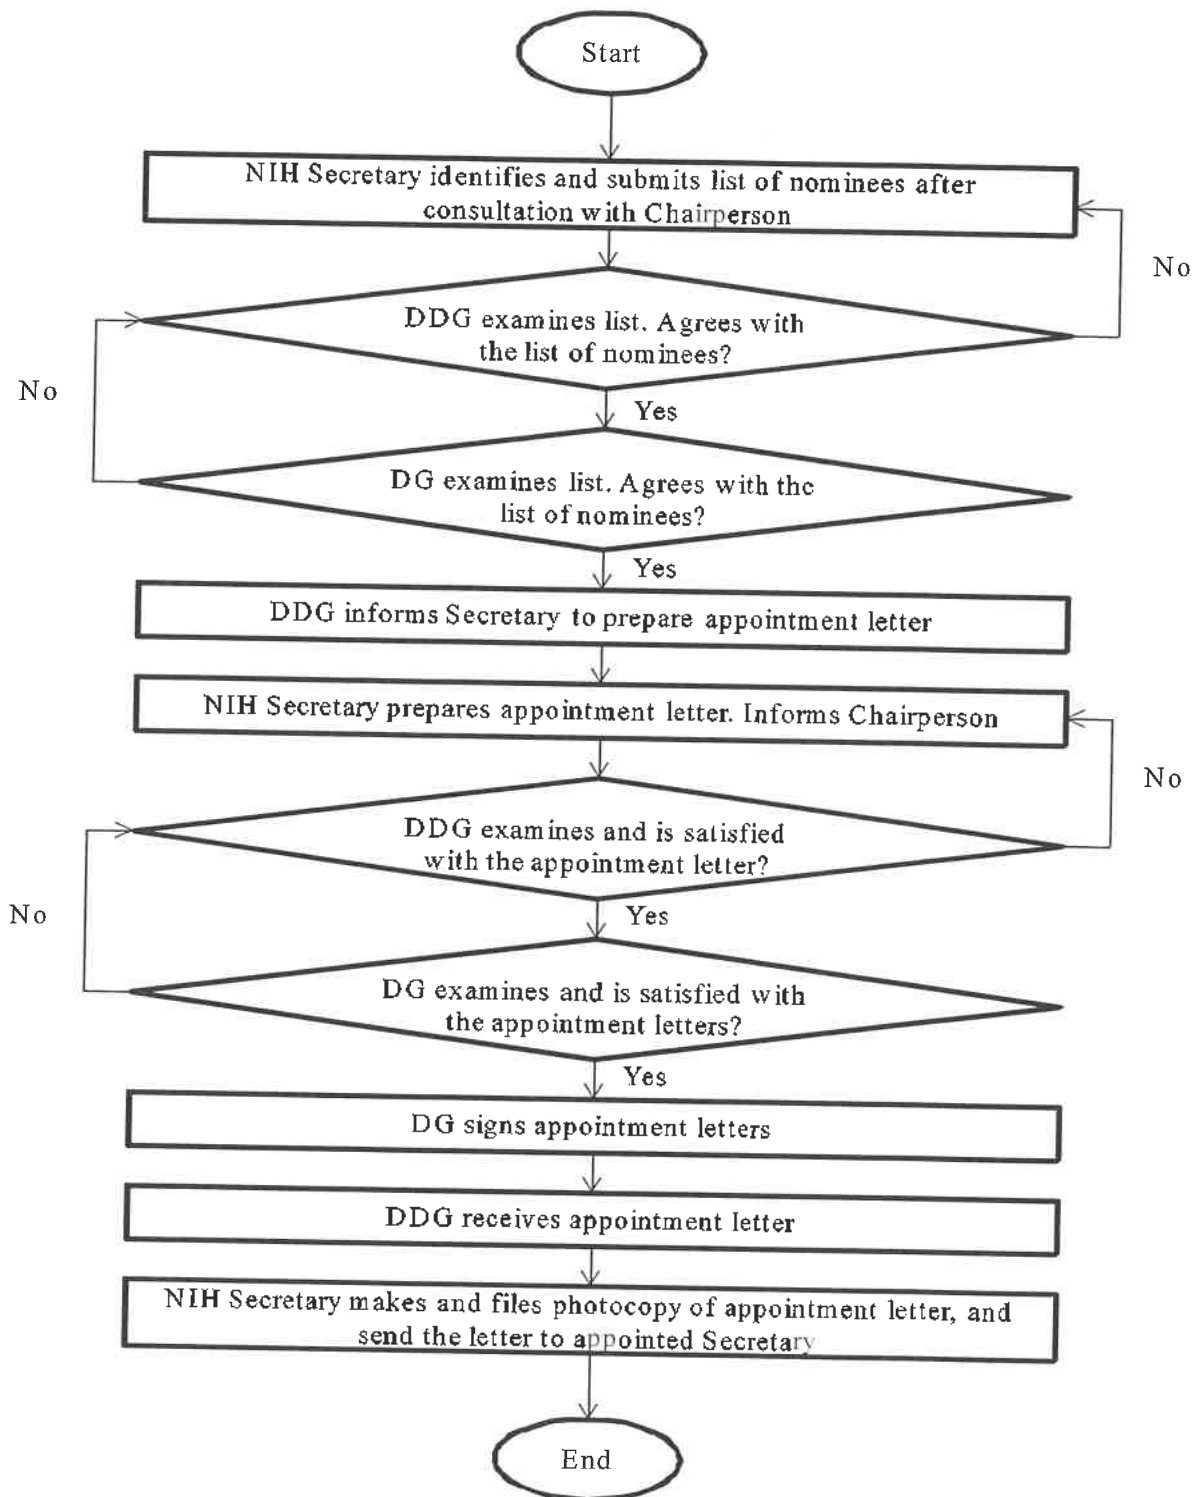 Start
NIH Secretary identifies and submits list of nominees after
consultation with Chairperson
No
DDG examines list. Agrees with
the list of nominees?
No
Yes
DG examines list. Agrees with the
list of nominees?
Yes
DDG informs Secretary to prepare appointment letter
NIH Secretary prepares appointment letter. Informs Chairperson
No
DDG examines and is satisfied
with the appointment letter?
No
Yes
DG examines and is satisfied with
the appointment letters?
Yes
DG signs appointment letters
DDG receives appointment letter
NIH Secretary makes and files photocopy of appointment letter, and
send the letter to appointed Secretary
End